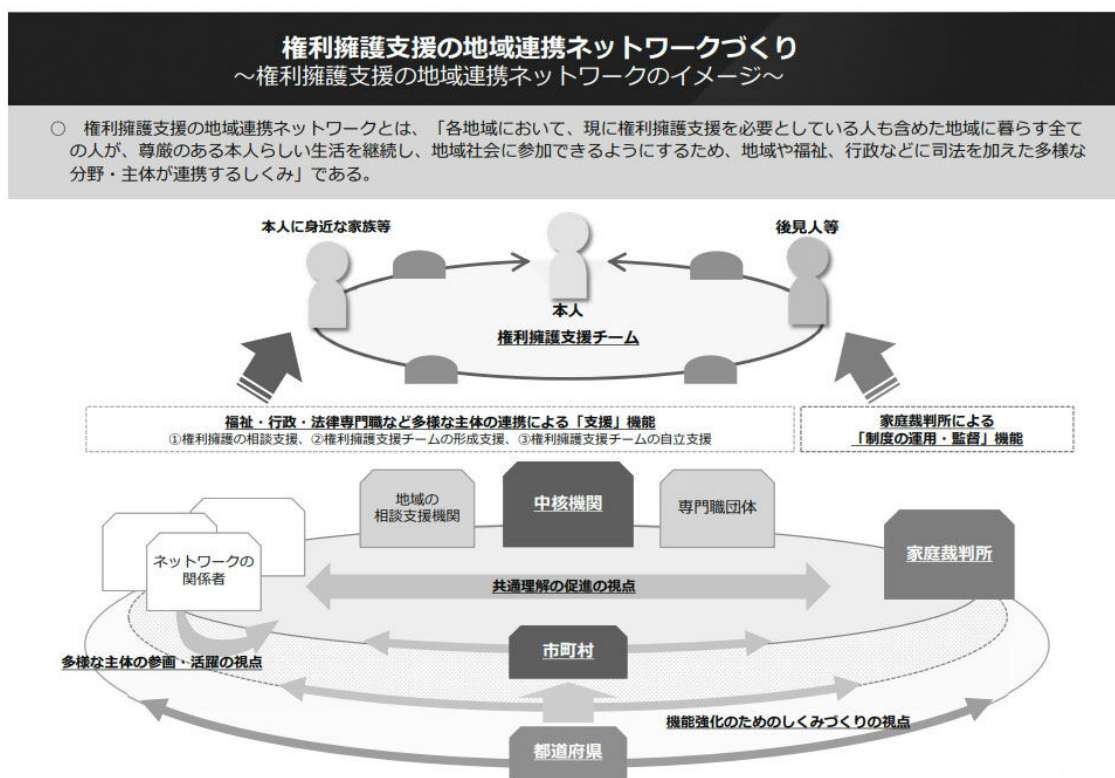 権利擁護支援の地域連携ネットワークづくり
～権利擁護支援の地域連携ネットワークのイメージ～
○　権利擁護支援の地域連携ネットワークとは、「各地域において、現に権利擁護支援を必要としている人も含めた地域に暮らす全て
の人が、尊厳のある本人らしい生活を継続し、地域社会に参加できるようにするため、地域や福祉、行政などに司法を加えた多様な
分野・主体が連携するしくみ」である。
本人に身近な家族等
後見人等
本人
権利擁護支援チーム
福祉・行政・法律専門職など多様な主体の連携による「支援」機能
①権利擁護の相談支援、②権利擁護支援チームの形成支援、③権利擁護支援チームの自立支援
家庭裁判所による
「制度の運用・監督」機能
地域の
相談支援機関
中核機関
専門職団体
ネットワークの
関係者
家庭裁判所
共通理解の促進の視点
市町村
多様な主体の参画・活躍の視点
機能強化のためのしくみづくりの視点
都道府県